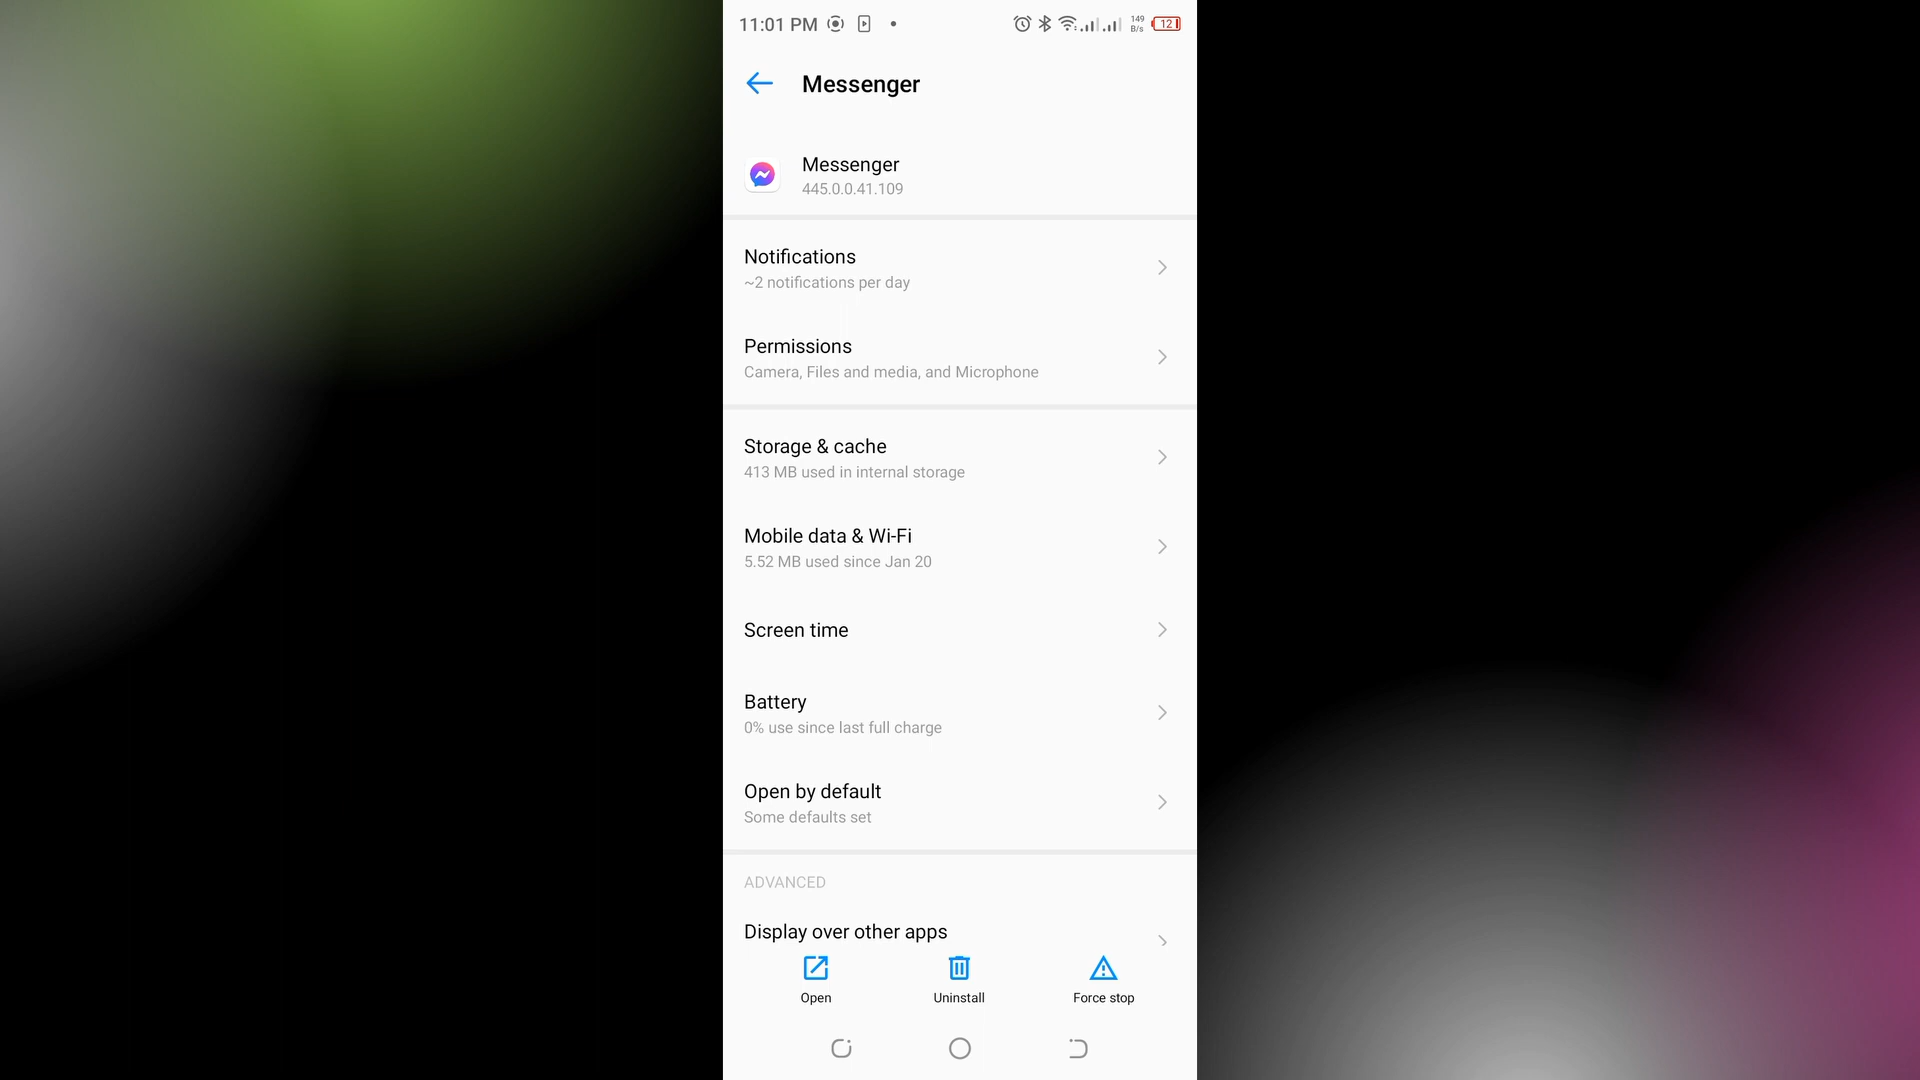 11:01 PM
149
B/s
12
Messenger
Messenger
445.0.0.41.109
Notifications
~2 notifications per day
Permissions
Camera, Files and media, and Microphone
Storage & cache
413 MB used in internal storage
Mobile data & Wi-Fi
5.52 MB used since Jan 20
Screen time
Battery
0% use since last full charge
Open by default
Some defaults set
ADVANCED
Display over other apps
Open
Uninstall
Force stop